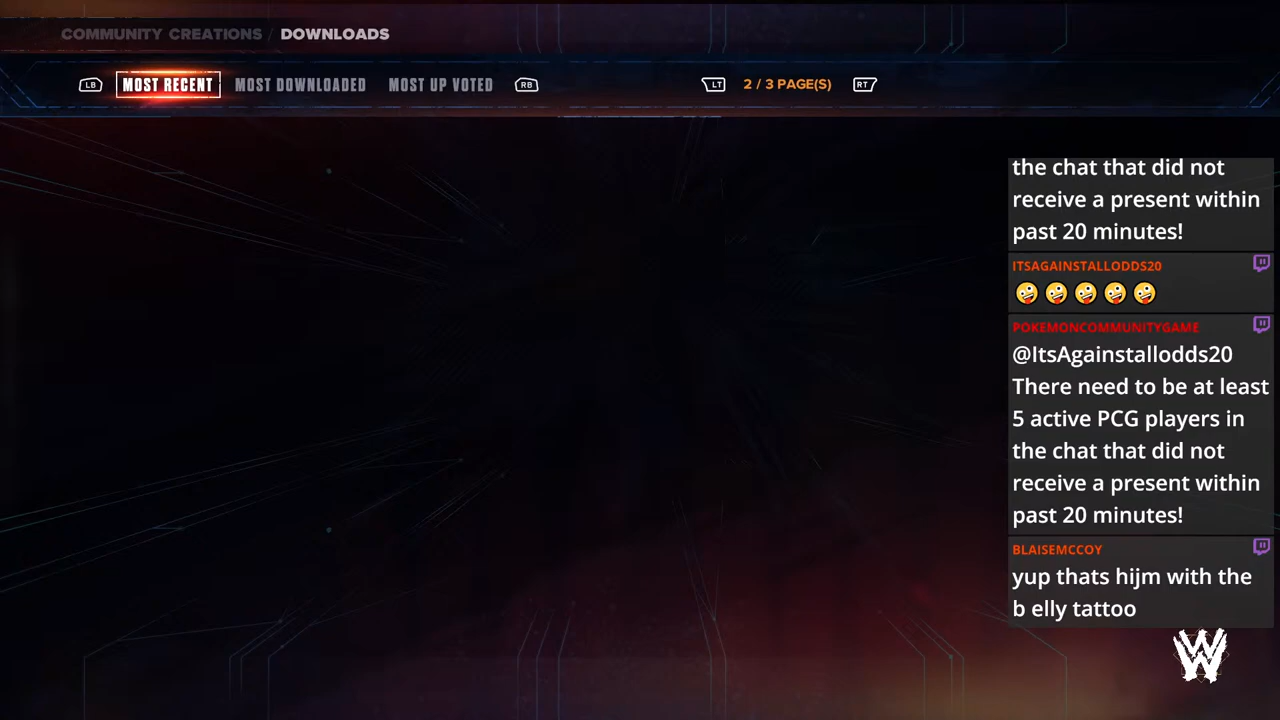 COMMUNITY CREATIONS / DOWNLOADS
LB MOST RECENT MOST DOWNLOADED MOST UP VOTED RB LT 2 / 3 PAGE(S) RT
the chat that did not
receive a present within
past 20 minutes!
ITSAGAINSTALLODDS20
🤪🤪🤪🤪🤪
POKEMONCOMMUNITYGAME
@ItsAgainstallodds20
There need to be at least
5 active PCG players in
the chat that did not
receive a present within
past 20 minutes!
BLAISEMCCOY
yup thats hijm with the
b elly tattoo
W